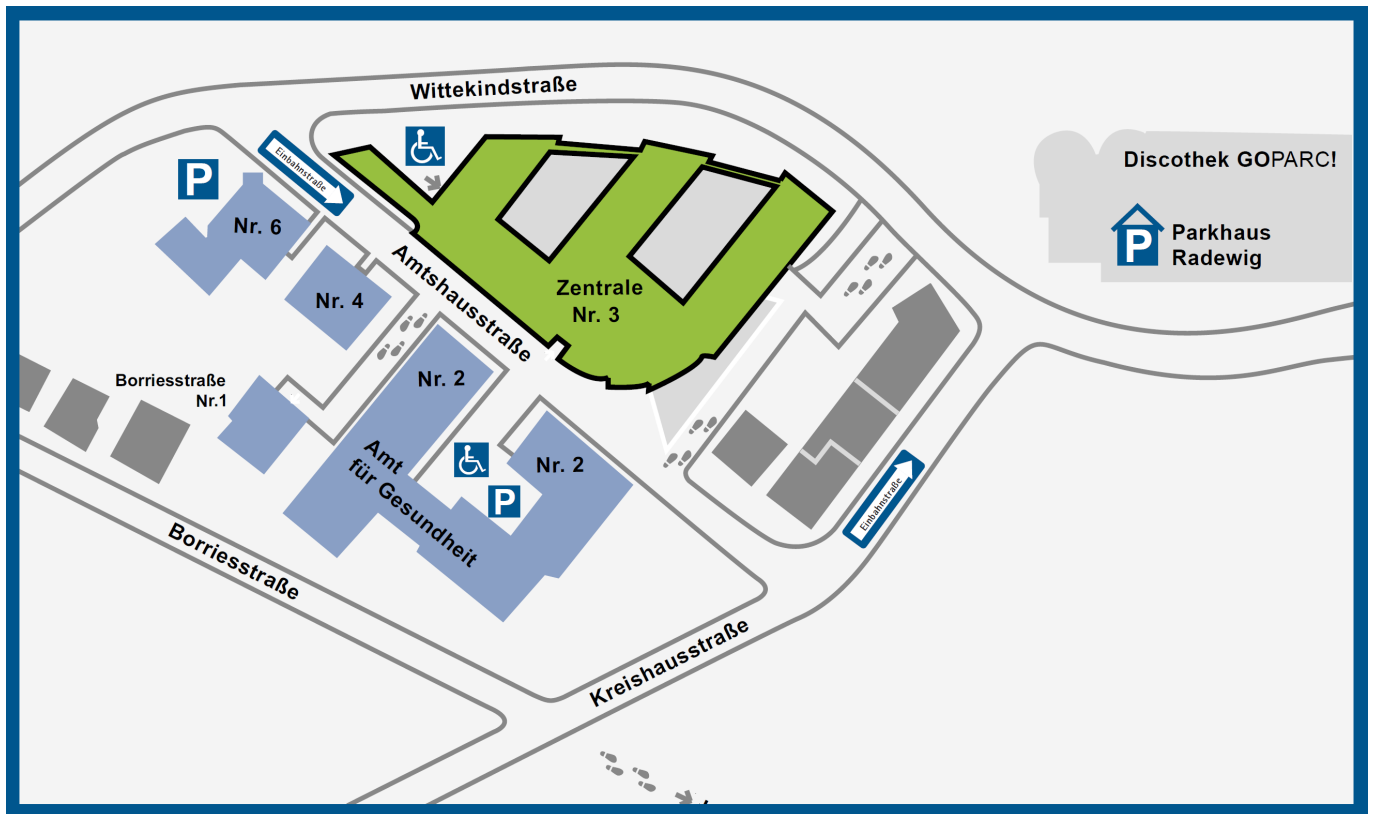 Wittekindstraße
Einbahnstraße
P
Discothek GOPARC!
Nr. 6
P
Parkhaus
Radewig
Amtshausstraße
Nr. 4
Zentrale
Nr. 3
Borriesstraße
Nr.1
Nr. 2
Amt
für Gesundheit
Nr. 2
P
Einbahnstraße
Borriesstraße
Kreishausstraße